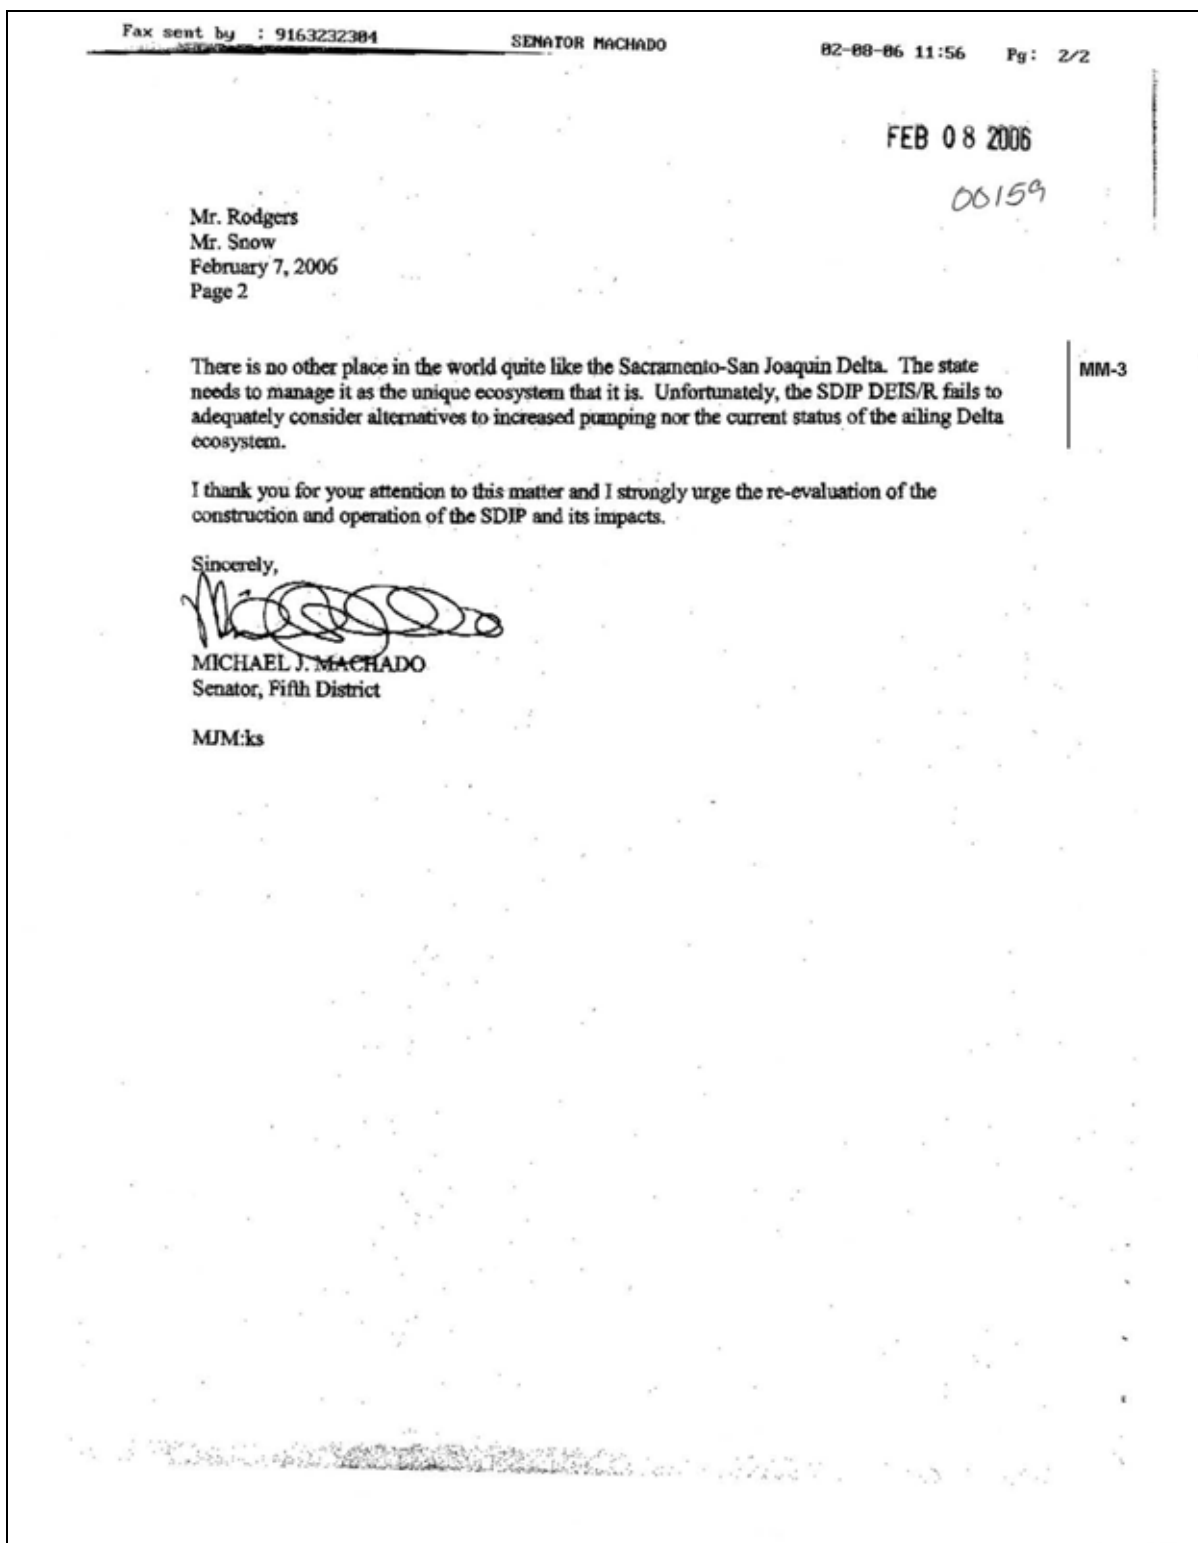 Fax sent by : 9163232304 SENATOR MACHADO 02-08-06 11:56 Pg: 2/2
FEB 08 2006
00159
Mr. Rodgers
Mr. Snow
February 7, 2006
Page 2
There is no other place in the world quite like the Sacramento-San Joaquin Delta. The state MM-3
needs to manage it as the unique ecosystem that it is. Unfortunately, the SDIP DEIS/R fails to
adequately consider alternatives to increased pumping nor the current status of the ailing Delta
ecosystem.
I thank you for your attention to this matter and I strongly urge the re-evaluation of the
construction and operation of the SDIP and its impacts.
Sincerely,
MICHAEL J. MACHADO
Senator, Fifth District
MJM:ks